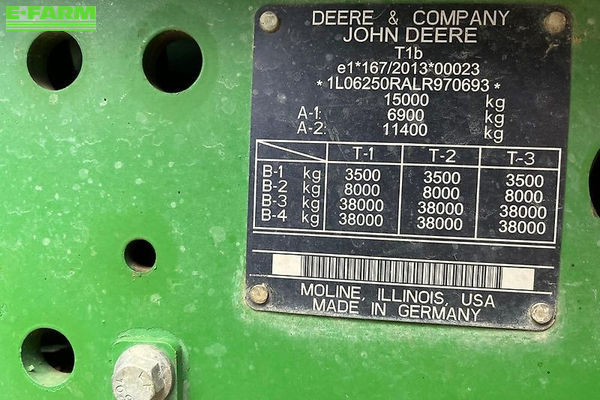 E-FARM
DEERE & COMPANY
JOHN DEERE
T1b
e1*167/2013*00023
*1L06250RALR970693*
15000 kg
A-1: 6900 kg
A-2: 11400 kg
T-1 T-2 T-3
B-1 kg 3500 3500 3500
B-2 kg 8000 8000 8000
B-3 kg 38000 38000 38000
B-4 kg 38000 38000 38000
MOLINE, ILLINOIS, USA
MADE IN GERMANY